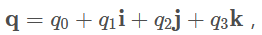 q = q₀ + q₁i + q₂j + q₃k ,